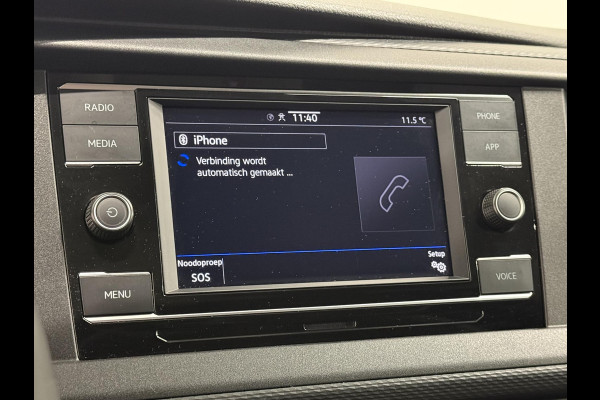 RADIO
MEDIA
MENU
11:40
11.5 °C
iPhone
Verbinding wordt
automatisch gemaakt ...
Noodoproep
SOS
Setup
PHONE
APP
VOICE